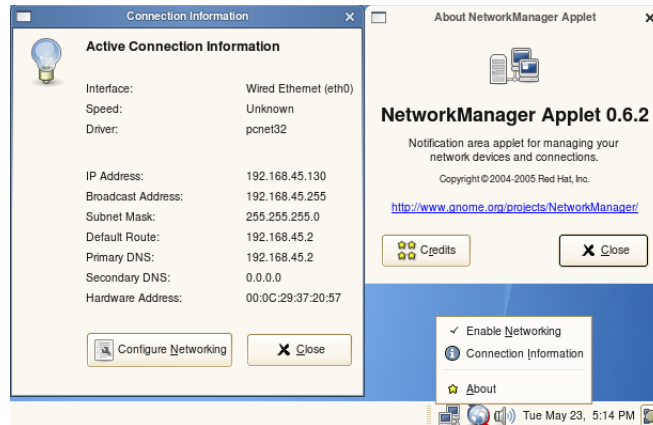 Connection Information
Active Connection Information
Interface: Wired Ethernet (eth0)
Speed: Unknown
Driver: pcnet32
IP Address: 192.168.45.130
Broadcast Address: 192.168.45.255
Subnet Mask: 255.255.255.0
Default Route: 192.168.45.2
Primary DNS: 192.168.45.2
Secondary DNS: 0.0.0.0
Hardware Address: 00:0C:29:37:20:57
Configure Networking
Close
About NetworkManager Applet
NetworkManager Applet 0.6.2
Notification area applet for managing your
network devices and connections.
Copyright © 2004-2005 Red Hat, Inc.
http://www.gnome.org/projects/NetworkManager/
Credits
Close
Enable Networking
Connection Information
About
Tue May 23, 5:14 PM